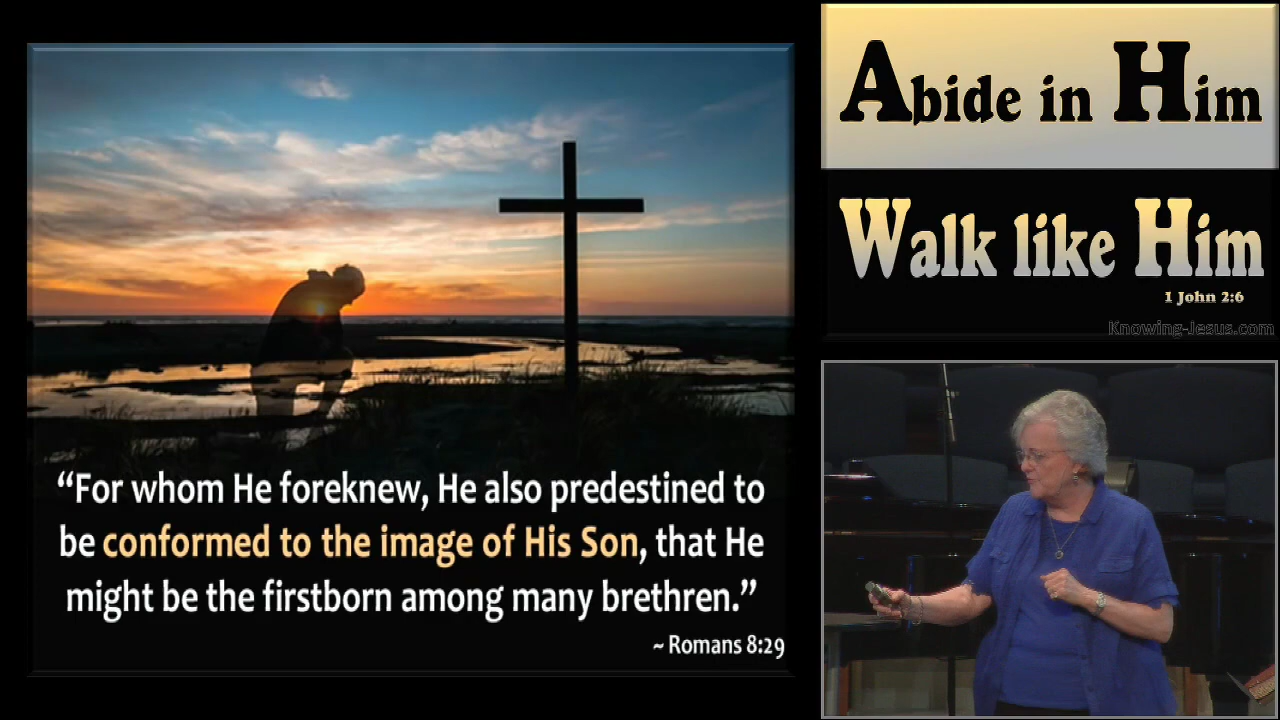 Abide in Him
Walk like Him
1 John 2:6
Knowing-Jesus.com
“For whom He foreknew, He also predestined to
be conformed to the image of His Son, that He
might be the firstborn among many brethren.”
~ Romans 8:29